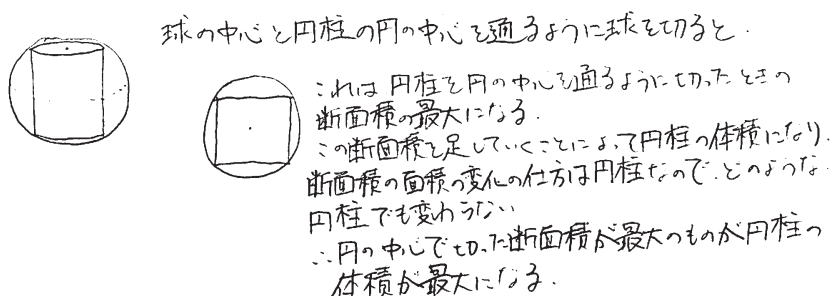 球の中心と円柱の円の中心を通るように球を切ると.
これは円柱を円の中心を通るように切ったときの
断面積の最大になる.
この断面積を足していくことによって円柱の体積になり.
断面積の面積の変化の仕方は円柱なので.どのような.
円柱でも変わらない
∴円の中心で切った断面積が最大のものが円柱の
体積が最大になる.